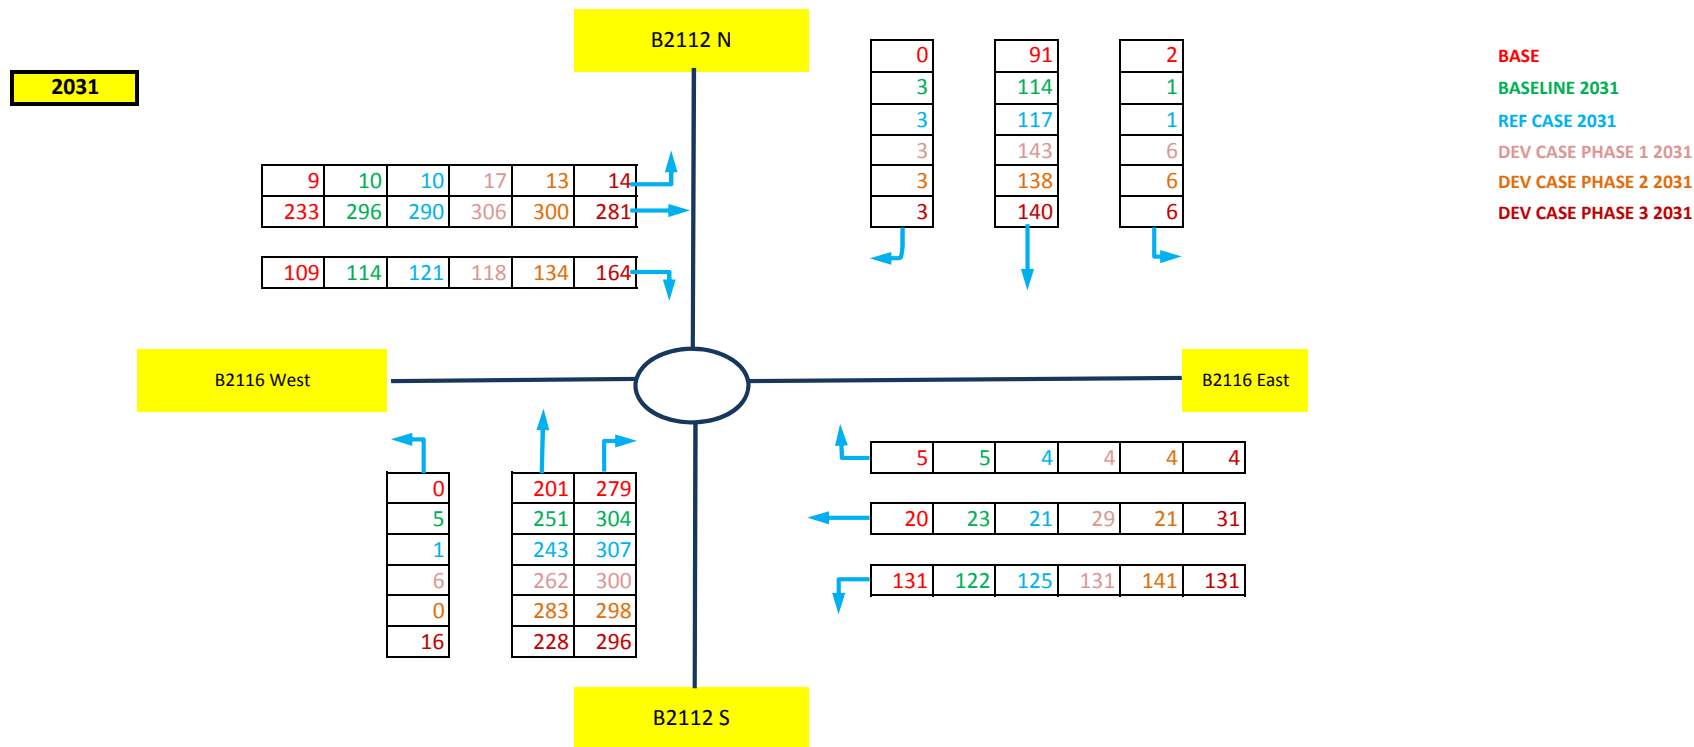 B2112 N
0 91 2 BASE
2031 3 114 1 BASELINE 2031
3 117 1 REF CASE 2031
3 143 6 DEV CASE PHASE 1 2031
9 10 10 17 13 14 3 138 6 DEV CASE PHASE 2 2031
233 296 290 306 300 281 3 140 6 DEV CASE PHASE 3 2031
109 114 121 118 134 164
B2116 West B2116 East
5 5 4 4 4 4
0 201 279
5 251 304 20 23 21 29 21 31
1 243 307
6 262 300 131 122 125 131 141 131
0 283 298
16 228 296
B2112 S